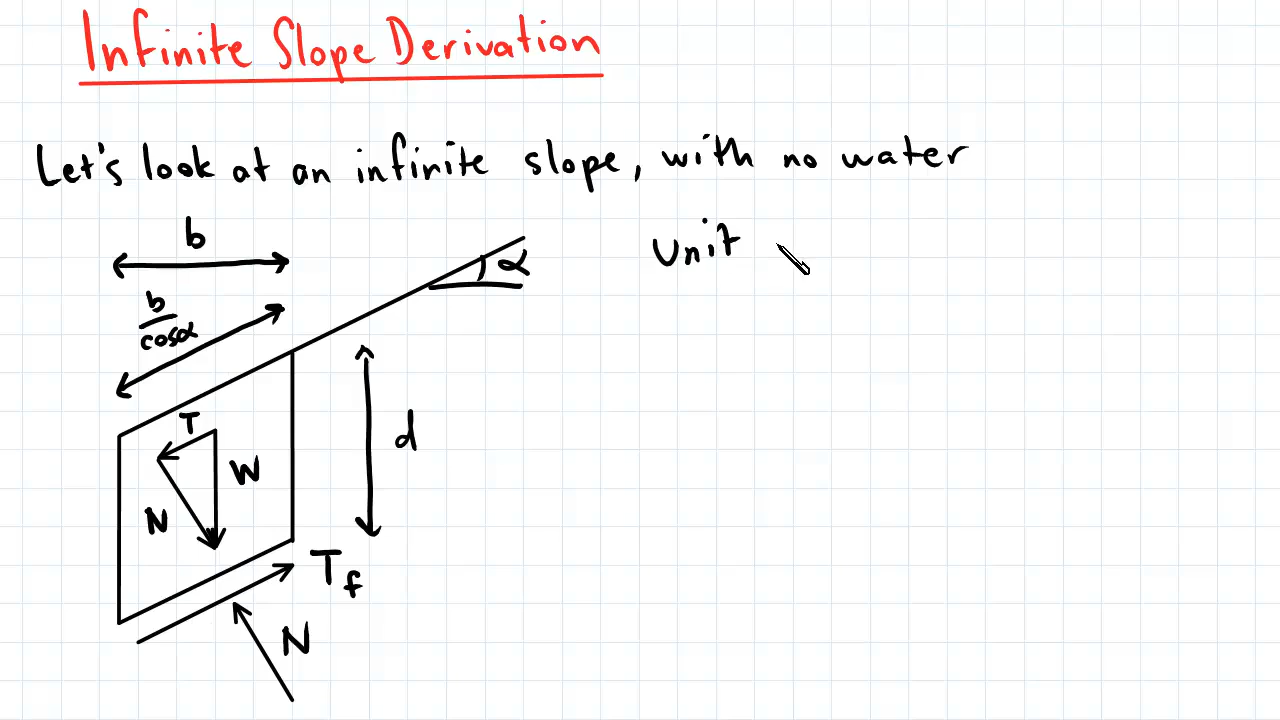 Infinite Slope Derivation
Let's look at an infinite slope, with no water
b
Unit
α
b
cosα
T
d
W
N
Tf
N